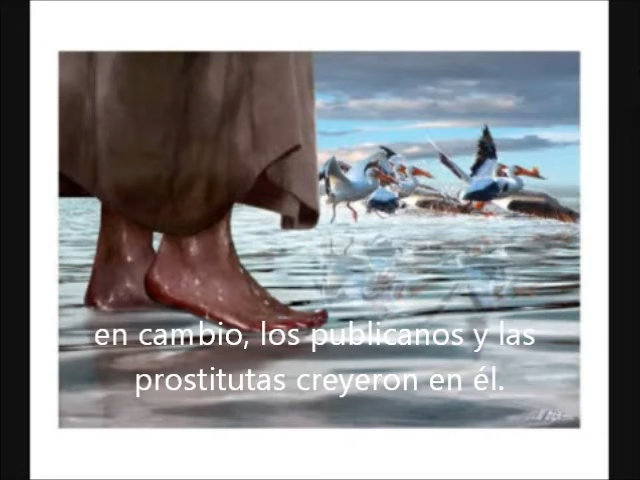 en cambio, los publicanos y las
prostitutas creyeron en él.